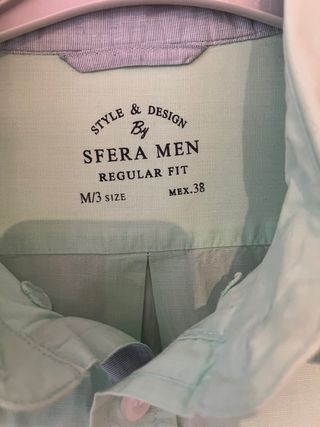 STYLE & DESIGN
By
SFERA MEN
REGULAR FIT
M/3 SIZE MEX.38